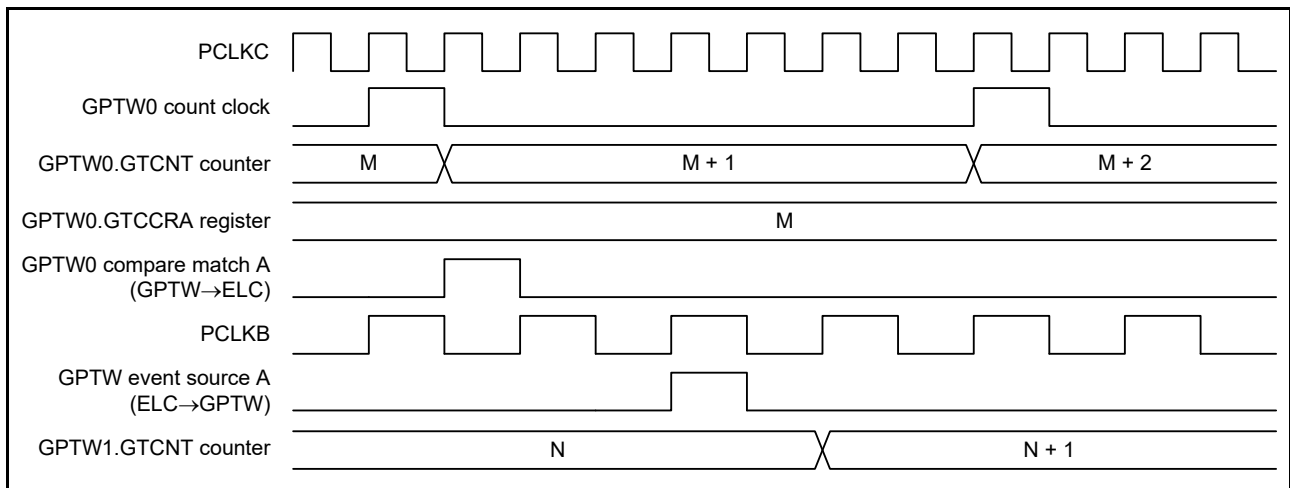 PCLKC
GPTW0 count clock
GPTW0.GTCNT counter
M
M + 1
M + 2
GPTW0.GTCCRA register
M
GPTW0 compare match A
(GPTW→ELC)
PCLKB
GPTW event source A
(ELC→GPTW)
GPTW1.GTCNT counter
N
N + 1